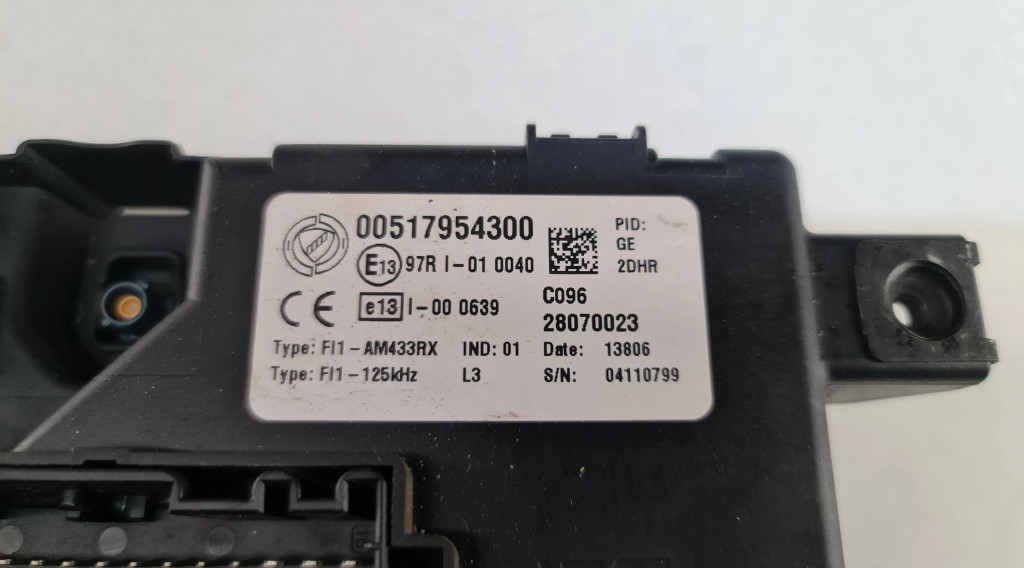 00517954300
E13 97R I-01 0040
CE e13 I-00 0639
PID:
GE
2DHR
C096
28070023
Type: FI1-AM433RX IND: 01 Date: 13806
Type: FI1-125kHz L3 S/N: 04110799